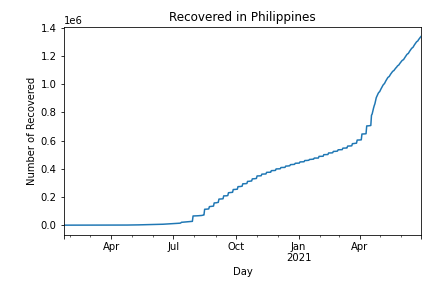 Recovered in Philippines
1e6
1.4
1.2
1.0
0.8
0.6
0.4
0.2
0.0
Number of Recovered
Apr Jul Oct Jan Apr
2021
Day